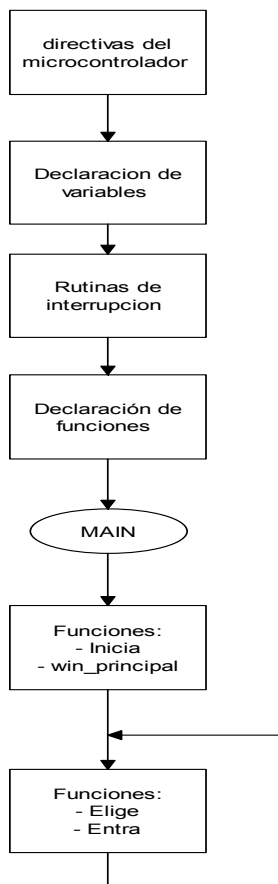 directivas del
microcontrolador
Declaracion de
variables
Rutinas de
interrupcion
Declaración de
funciones
MAIN
Funciones:
- Inicia
- win_principal
Funciones:
- Elige
- Entra